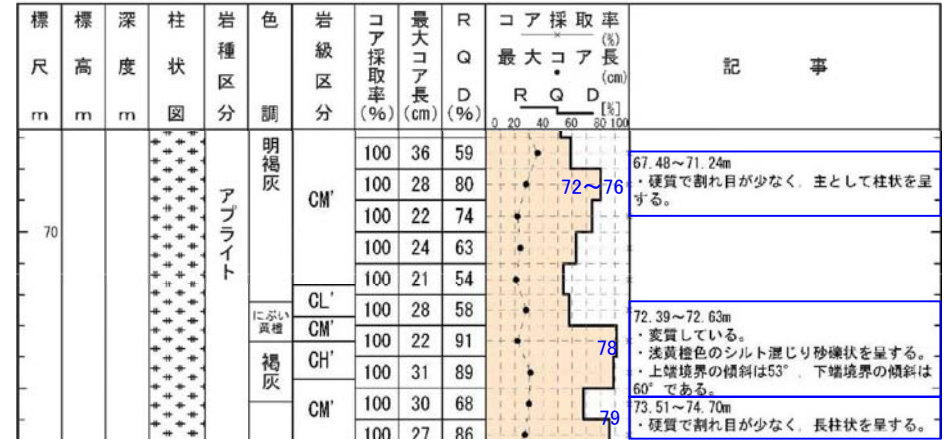 標尺m
標高m
深度m
柱状図
岩種区分
色調
岩級区分
コア採取率(%)
最大コア長(cm)
RQD(%)
コア採取率
(%)
最大コア長
(cm)
RQD
[%]
0 20 40 60 80 100
記事
70
アプライト
明褐灰
にぶい
黄橙
褐灰
CM'
CL'
CM'
CH'
CM'
100 36 59
100 28 80
100 22 74
100 24 63
100 21 54
100 28 58
100 22 91
100 31 89
100 30 68
100 27 86
72～76
78
79
67.48～71.24m
・硬質で割れ目が少なく、主として柱状を呈
する。
72.39～72.63m
・変質している。
・浅黄橙色のシルト混じり砂礫状を呈する。
・上端境界の傾斜は53°、下端境界の傾斜は
60°である。
73.51～74.70m
・硬質で割れ目が少なく、長柱状を呈する。